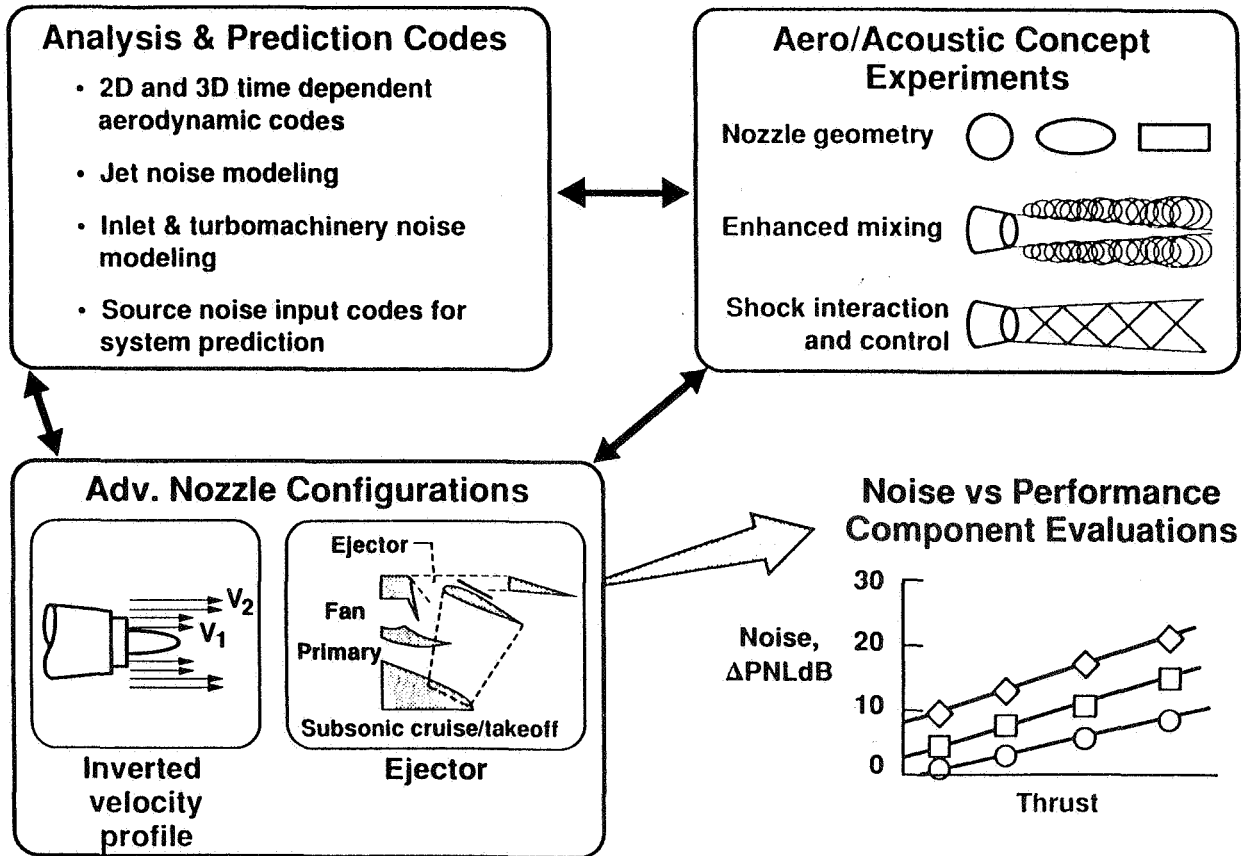 Analysis & Prediction Codes
• 2D and 3D time dependent
aerodynamic codes
• Jet noise modeling
• Inlet & turbomachinery noise
modeling
• Source noise input codes for
system prediction
Aero/Acoustic Concept
Experiments
Nozzle geometry
Enhanced mixing
Shock interaction
and control
Adv. Nozzle Configurations
V2
V1
Inverted
velocity
profile
Ejector
Fan
Primary
Subsonic cruise/takeoff
Ejector
Noise vs Performance
Component Evaluations
30
20
10
0
Noise,
ΔPNLdB
Thrust